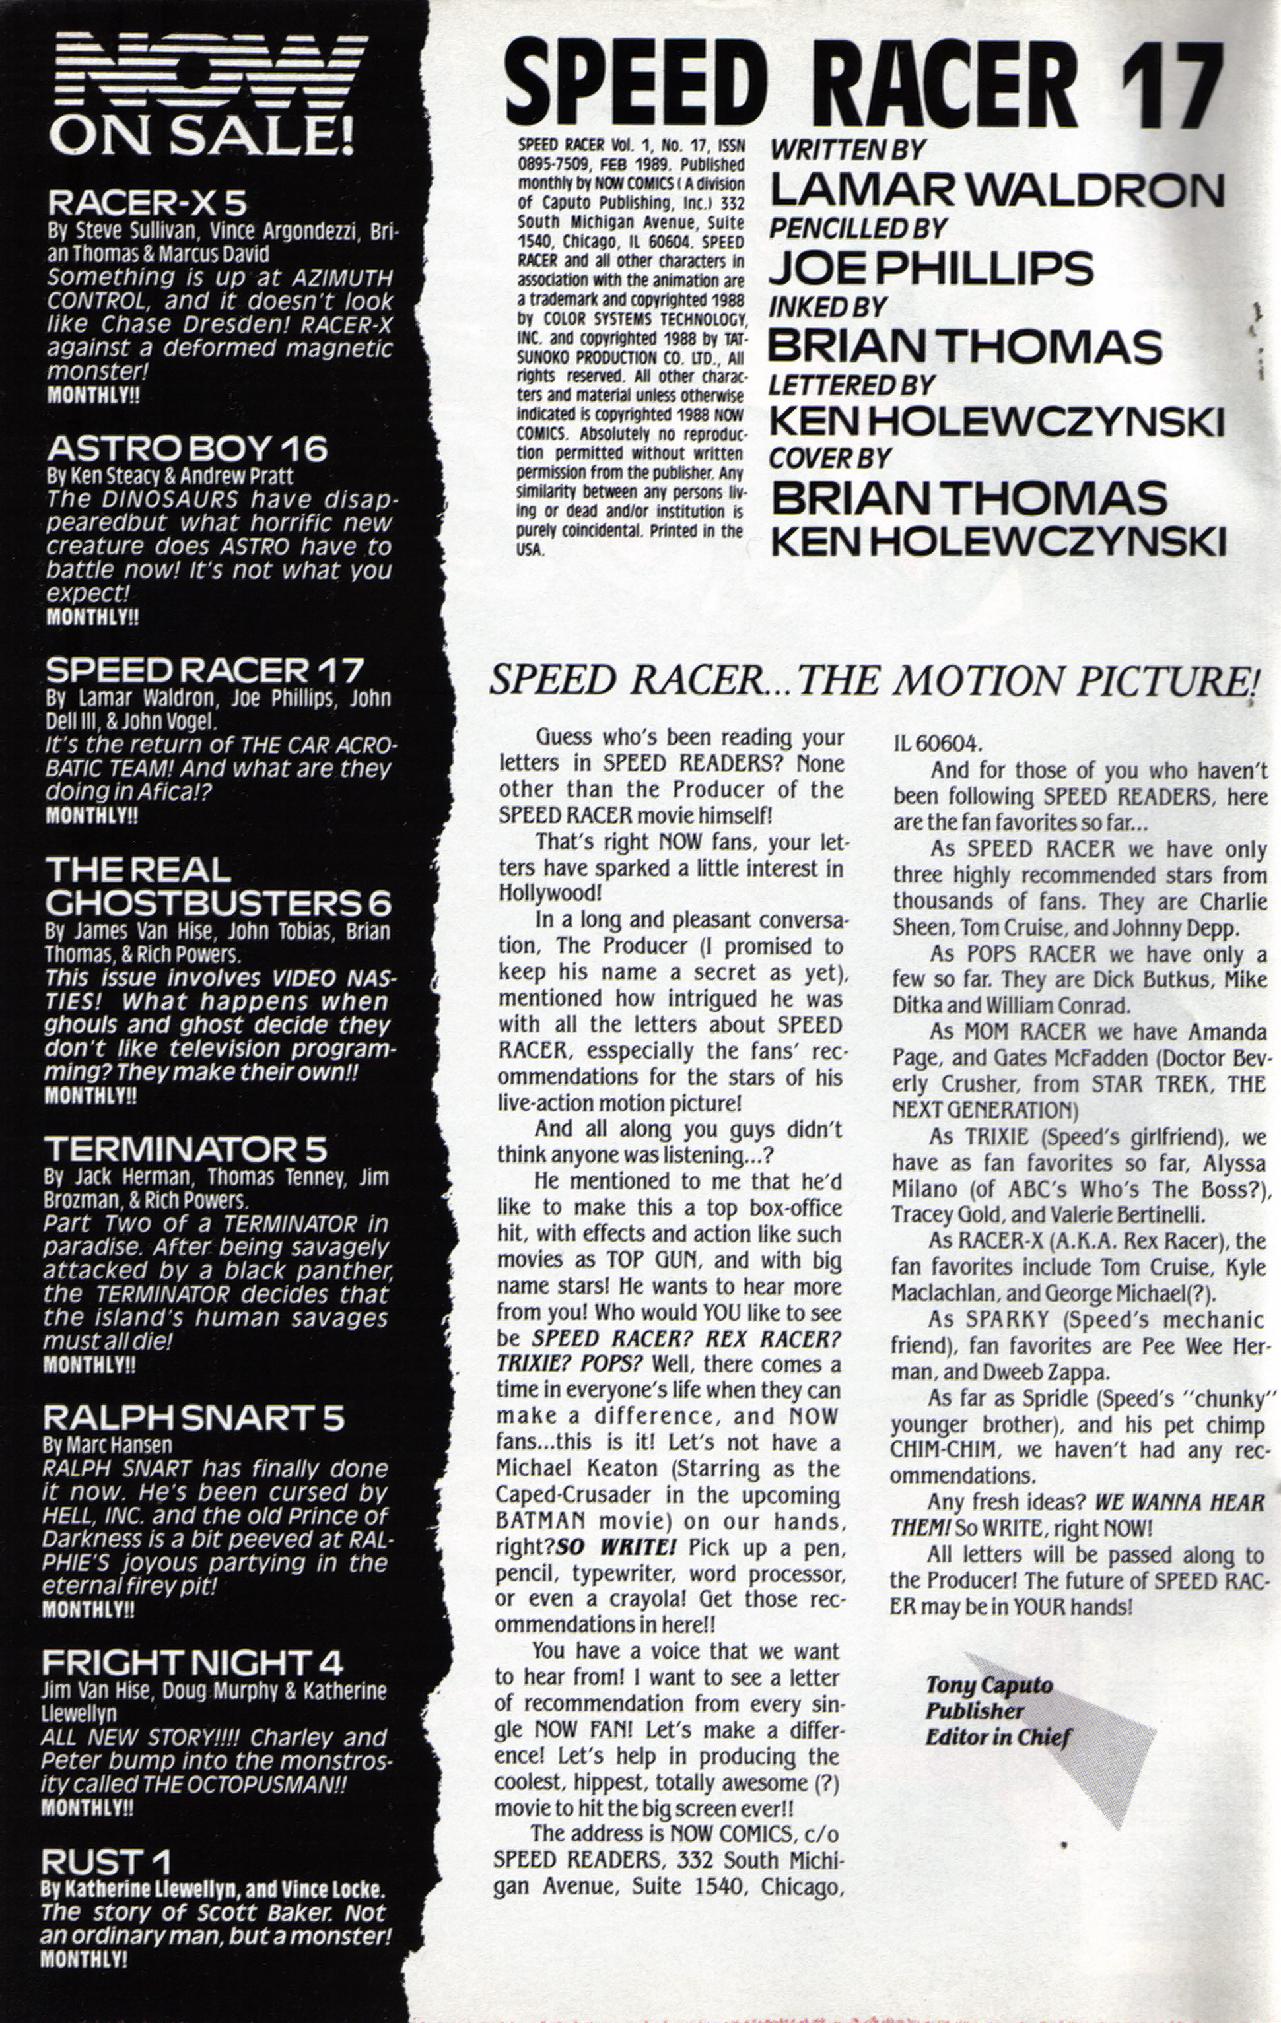 NOW
ON SALE!
RACER-X 5
By Steve Sullivan, Vince Argondezzi, Bri-
an Thomas & Marcus David
Something is up at AZIMUTH
CONTROL, and it doesn't look
like Chase Dresden! RACER-X
against a deformed magnetic
monster!
MONTHLY!!
ASTRO BOY 16
By Ken Steacy & Andrew Pratt
The DINOSAURS have disap-
pearedbut what horrific new
creature does ASTRO have to
battle now! It's not what you
expect!
MONTHLY!!
SPEED RACER 17
By Lamar Waldron, Joe Phillips, John
Dell III, & John Vogel.
It's the return of THE CAR ACRO-
BATIC TEAM! And what are they
doing in Afica!?
MONTHLY!!
THE REAL
GHOSTBUSTERS 6
By James Van Hise, John Tobias, Brian
Thomas, & Rich Powers.
This issue involves VIDEO NAS-
TIES! What happens when
ghouls and ghost decide they
don't like television program-
ming? They make their own!!
MONTHLY!!
TERMINATOR 5
By Jack Herman, Thomas Tenney, Jim
Brozman, & Rich Powers.
Part Two of a TERMINATOR in
paradise. After being savagely
attacked by a black panther,
the TERMINATOR decides that
the island's human savages
must all die!
MONTHLY!!
RALPH SNART 5
By Marc Hansen
RALPH SNART has finally done
it now. He's been cursed by
HELL, INC. and the old Prince of
Darkness is a bit peeved at RAL-
PHIE'S joyous partying in the
eternal firey pit!
MONTHLY!!
FRIGHT NIGHT 4
Jim Van Hise, Doug Murphy & Katherine
Llewellyn
ALL NEW STORY!!!! Charley and
Peter bump into the monstros-
ity called THE OCTOPUSMAN!!
MONTHLY!!
RUST 1
By Katherine Llewellyn, and Vince Locke.
The story of Scott Baker. Not
an ordinary man, but a monster!
MONTHLY!
SPEED RACER 17
SPEED RACER Vol. 1, No. 17, ISSN
0895-7509, FEB 1989. Published
monthly by NOW COMICS ( A division
of Caputo Publishing, Inc.) 332
South Michigan Avenue, Suite
1540, Chicago, IL 60604. SPEED
RACER and all other characters in
association with the animation are
a trademark and copyrighted 1988
by COLOR SYSTEMS TECHNOLOGY,
INC. and copyrighted 1988 by TAT-
SUNOKO PRODUCTION CO. LTD., All
rights reserved. All other charac-
ters and material unless otherwise
indicated is copyrighted 1988 NOW
COMICS. Absolutely no reproduc-
tion permitted without written
permission from the publisher. Any
similarity between any persons liv-
ing or dead and/or institution is
purely coincidental. Printed in the
USA.
WRITTEN BY
LAMAR WALDRON
PENCILLED BY
JOE PHILLIPS
INKED BY
BRIAN THOMAS
LETTERED BY
KEN HOLEWCZYNSKI
COVER BY
BRIAN THOMAS
KEN HOLEWCZYNSKI
SPEED RACER...THE MOTION PICTURE!
Guess who's been reading your
letters in SPEED READERS? None
other than the Producer of the
SPEED RACER movie himself!
That's right NOW fans, your let-
ters have sparked a little interest in
Hollywood!
In a long and pleasant conversa-
tion, The Producer (I promised to
keep his name a secret as yet),
mentioned how intrigued he was
with all the letters about SPEED
RACER, esspecially the fans' rec-
ommendations for the stars of his
live-action motion picture!
And all along you guys didn't
think anyone was listening...?
He mentioned to me that he'd
like to make this a top box-office
hit, with effects and action like such
movies as TOP GUN, and with big
name stars! He wants to hear more
from you! Who would YOU like to see
be SPEED RACER? REX RACER?
TRIXIE? POPS? Well, there comes a
time in everyone's life when they can
make a difference, and NOW
fans...this is it! Let's not have a
Michael Keaton (Starring as the
Caped-Crusader in the upcoming
BATMAN movie) on our hands,
right?SO WRITE! Pick up a pen,
pencil, typewriter, word processor,
or even a crayola! Get those rec-
ommendations in here!!
You have a voice that we want
to hear from! I want to see a letter
of recommendation from every sin-
gle NOW FAN! Let's make a differ-
ence! Let's help in producing the
coolest, hippest, totally awesome (?)
movie to hit the big screen ever!!
The address is NOW COMICS, c/o
SPEED READERS, 332 South Michi-
gan Avenue, Suite 1540, Chicago,
IL 60604.
And for those of you who haven't
been following SPEED READERS, here
are the fan favorites so far...
As SPEED RACER we have only
three highly recommended stars from
thousands of fans. They are Charlie
Sheen, Tom Cruise, and Johnny Depp.
As POPS RACER we have only a
few so far. They are Dick Butkus, Mike
Ditka and William Conrad.
As MOM RACER we have Amanda
Page, and Gates McFadden (Doctor Bev-
erly Crusher, from STAR TREK, THE
NEXT GENERATION)
As TRIXIE (Speed's girlfriend), we
have as fan favorites so far, Alyssa
Milano (of ABC's Who's The Boss?),
Tracey Gold, and Valerie Bertinelli.
As RACER-X (A.K.A. Rex Racer), the
fan favorites include Tom Cruise, Kyle
Maclachlan, and George Michael(?).
As SPARKY (Speed's mechanic
friend), fan favorites are Pee Wee Her-
man, and Dweeb Zappa.
As far as Spridle (Speed's "chunky"
younger brother), and his pet chimp
CHIM-CHIM, we haven't had any rec-
ommendations.
Any fresh ideas? WE WANNA HEAR
THEM! So WRITE, right NOW!
All letters will be passed along to
the Producer! The future of SPEED RAC-
ER may be in YOUR hands!
Tony Caputo
Publisher
Editor in Chief